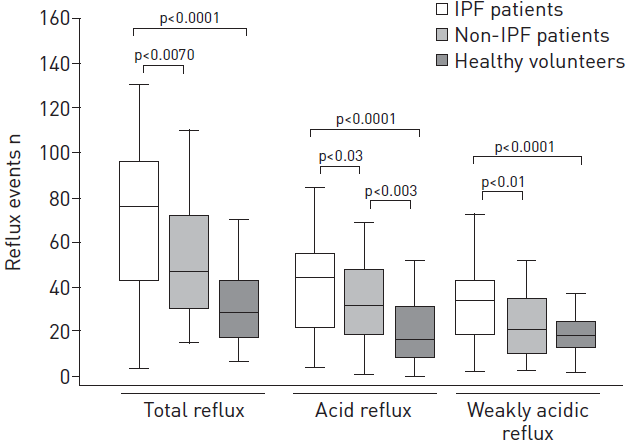 160
140
120
100
80
60
40
20
0
Reflux events n
IPF patients
Non-IPF patients
Healthy volunteers
p<0.0001
p<0.0070
p<0.0001
p<0.03
p<0.003
p<0.0001
p<0.01
Total reflux
Acid reflux
Weakly acidic
reflux